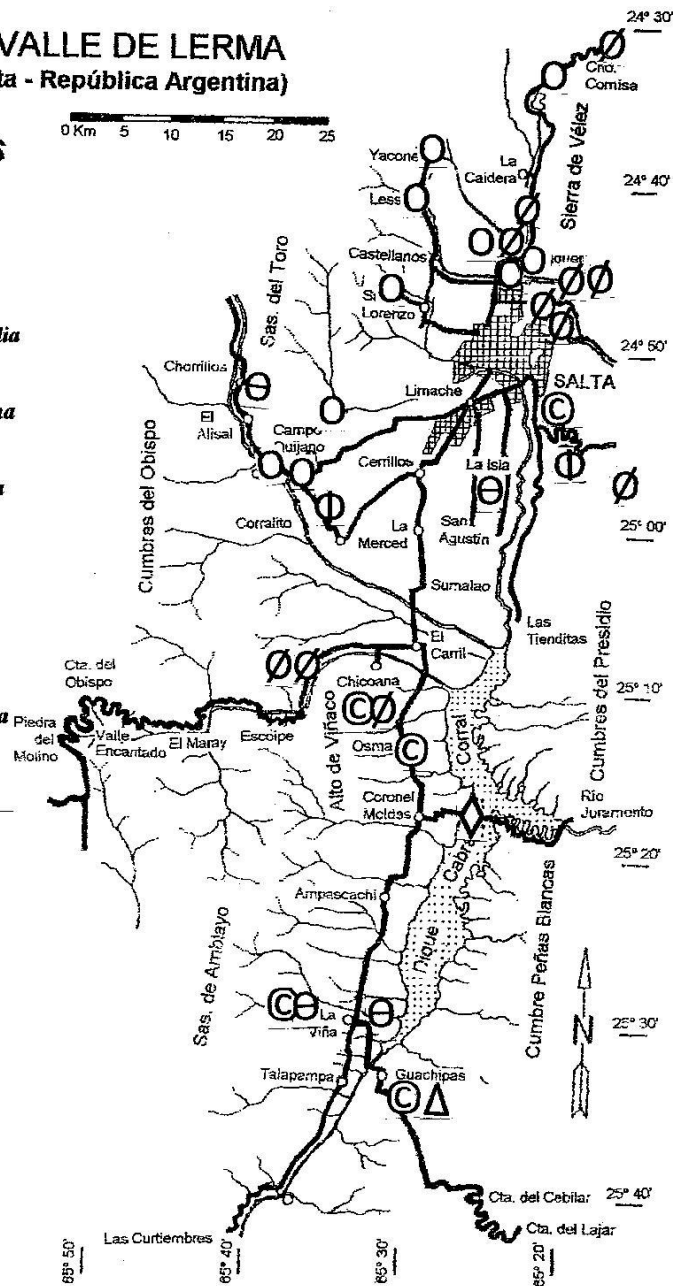 VALLE DE LERMA
ta - República Argentina)
0 Km 5 10 15 20 25
24° 30'
Cno.
Cornisa
Sierra de Vélez
Yacone
La
Caldera
24° 40'
Less
Castellanos
Sas. del Toro
Sn
Lorenzo
lia
24° 50'
Chorrillos
Limache
SALTA
El
Alisal
Campo
Quijano
na
Cerrillos
La Isla
a
Cumbras del Obispo
Corralito
La
Merced
San
Agustín
25° 00'
Sumalao
Las
Tienditas
El
Carril
Cumbres del Presidio
Cta. del
Obispo
Chicoana
25° 10'
a
Piedra
del
Molino
Valle
Encantado
El Maray
Escoipe
Alto de Viñaco
Osma
Corral
Coronel
Moldes
Río
Juramento
Cabra
25° 20'
Ampascachi
Dique
Sas. de Amblayo
Cumbre Peñas Blancas
La
Viña
N
25° 30'
Talapampa
Guachipas
Cta. del Cebilar
25° 40'
Cta. del Lajar
Las Curtiembres
65° 50'
65° 40'
65° 30'
65° 20'